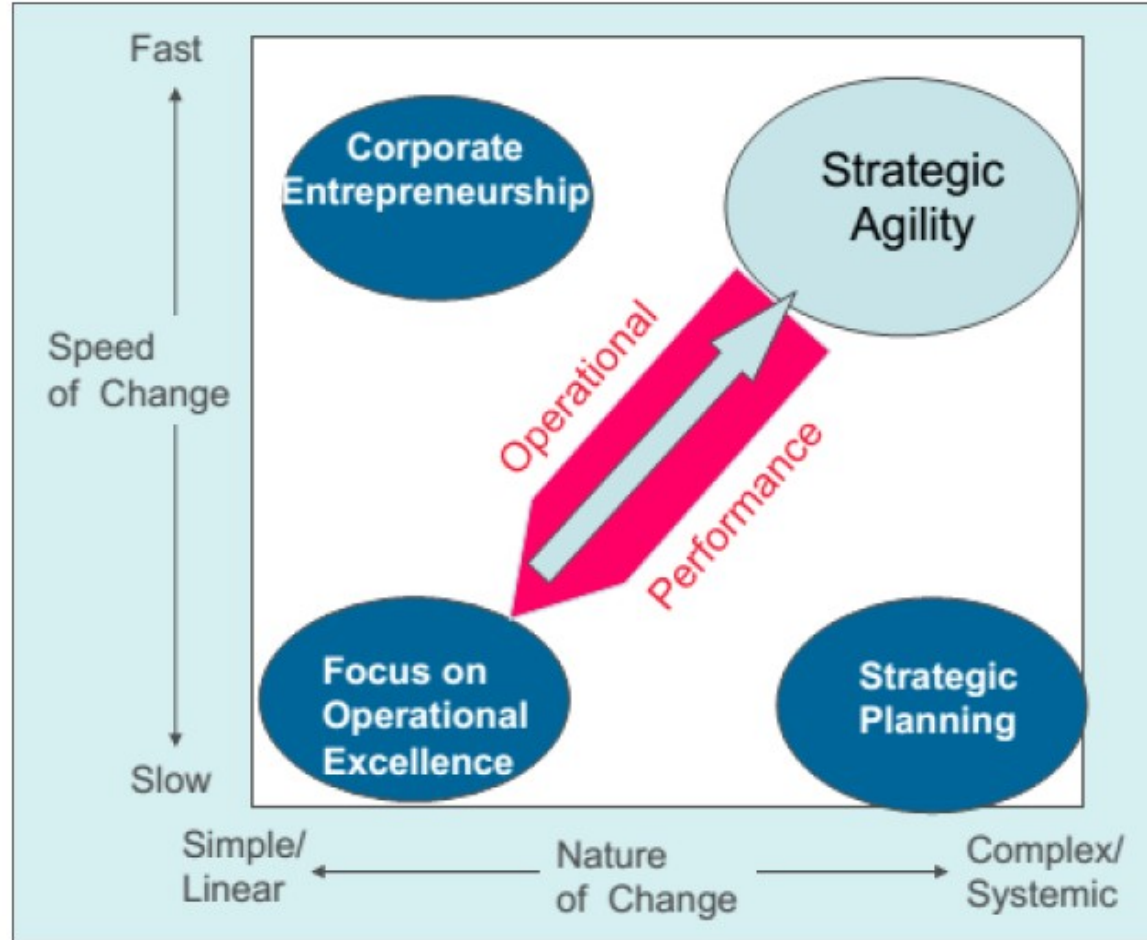 Fast
Corporate
Entrepreneurship
Strategic
Agility
Speed
of Change
Operational
Performance
Focus on
Operational
Excellence
Strategic
Planning
Slow
Simple/
Linear
Nature
of Change
Complex/
Systemic